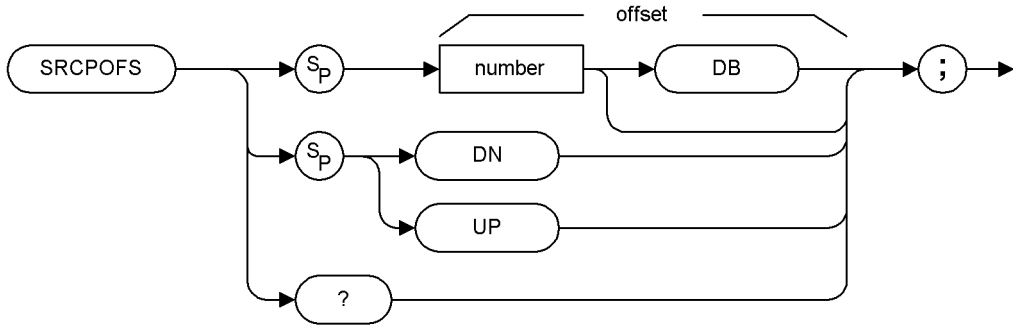 offset
SRCPOFS SP number DB ;
SP DN
UP
?